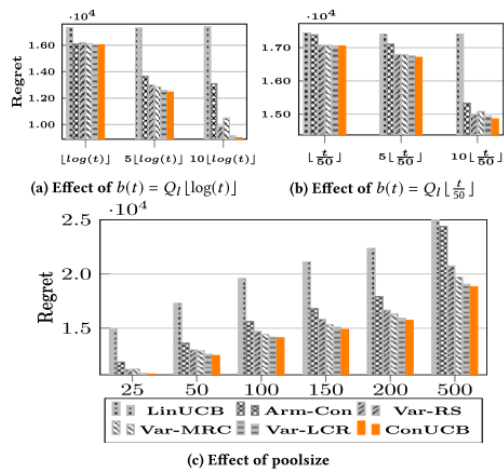 ·10⁴
1.60
1.40
1.20
1.00
Regret
⌊log(t)⌋ 5⌊log(t)⌋ 10⌊log(t)⌋
(a) Effect of b(t) = Q_l⌊log(t)⌋
·10⁴
1.70
1.60
1.50
⌊t/50⌋ 5⌊t/50⌋ 10⌊t/50⌋
(b) Effect of b(t) = Q_l⌊t/50⌋
·10⁴
2.5
2.0
1.5
Regret
25 50 100 150 200 500
LinUCB Arm-Con Var-RS
Var-MRC Var-LCR ConUCB
(c) Effect of poolsize